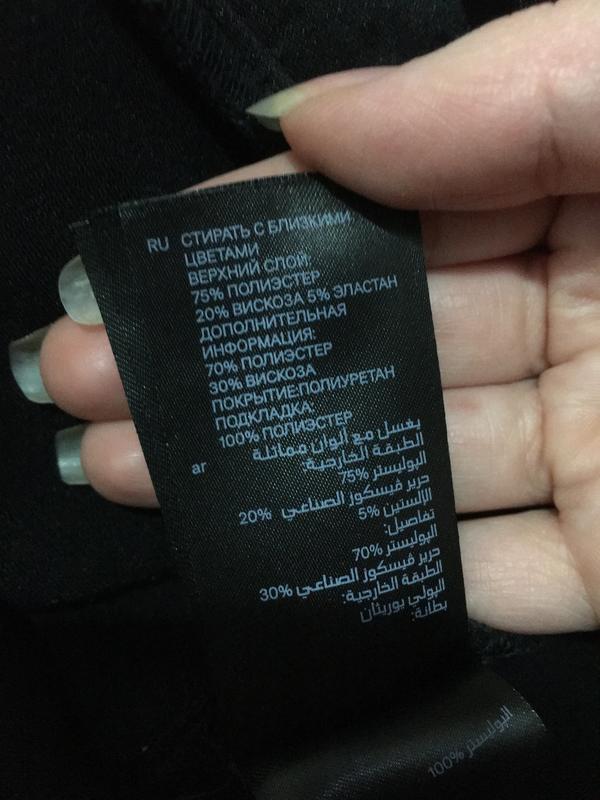 RU СТИРАТЬ С БЛИЗКИМИ
ЦВЕТАМИ
ВЕРХНИЙ СЛОЙ:
75% ПОЛИЭСТЕР
20% ВИСКОЗА 5% ЭЛАСТАН
ДОПОЛНИТЕЛЬНАЯ
ИНФОРМАЦИЯ:
70% ПОЛИЭСТЕР
30% ВИСКОЗА
ПОКРЫТИЕ:ПОЛИУРЕТАН
ПОДКЛАДКА:
100% ПОЛИЭСТЕР
ar يغسل مع ألوان مماثلة
الطبقة الخارجية:
البوليستر 75%
حرير فيسكوز الصناعي 20%
الإلستين 5%
تفاصيل:
البوليستر 70%
حرير فيسكوز الصناعي 30%
الطبقة الخارجية:
البولي يوريثان
بطانة:
البوليستر 100%